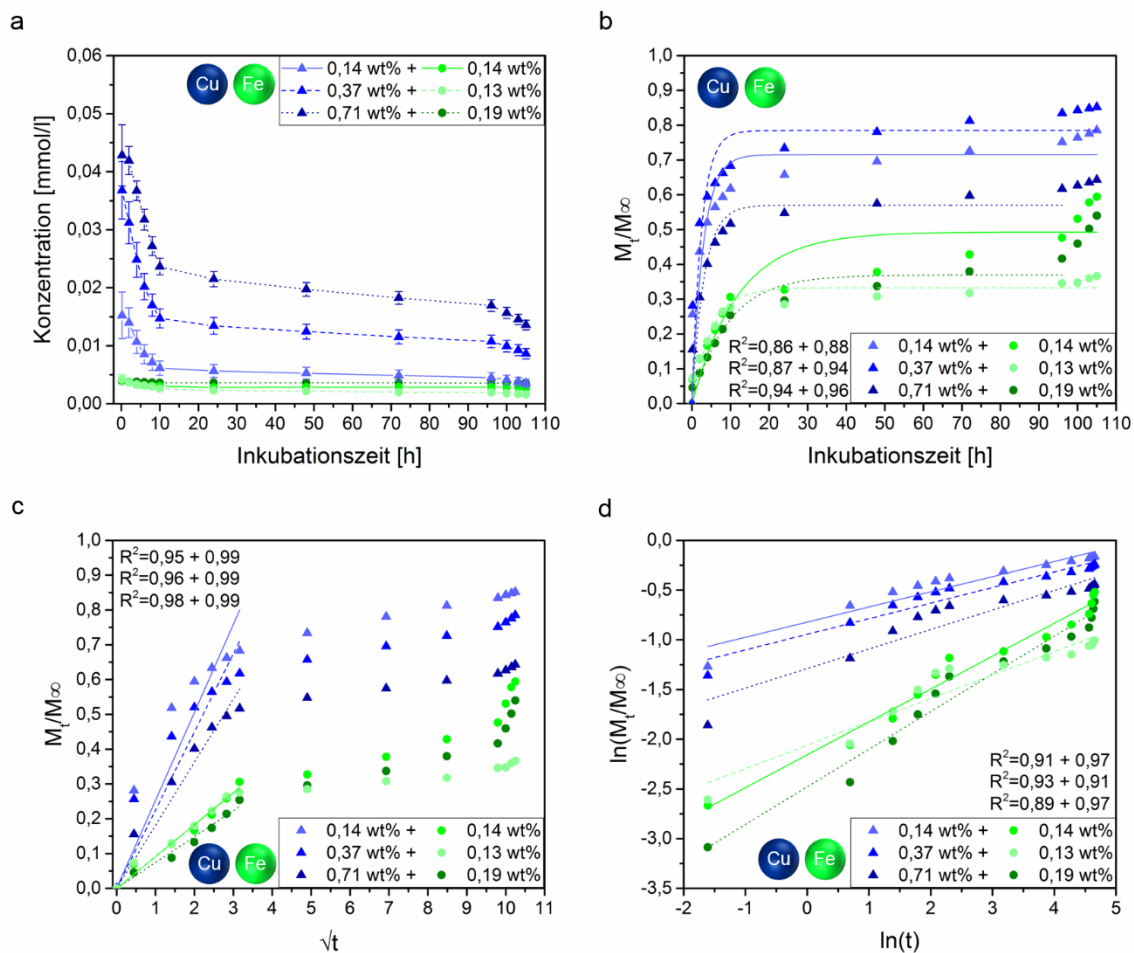 a
Konzentration [mmol/l]
0,06
0,05
0,04
0,03
0,02
0,01
0,00
Cu Fe
0,14 wt% + 0,14 wt%
0,37 wt% + 0,13 wt%
0,71 wt% + 0,19 wt%
0 10 20 30 40 50 60 70 80 90 100 110
Inkubationszeit [h]
b
Mt/M∞
1,0
0,9
0,8
0,7
0,6
0,5
0,4
0,3
0,2
0,1
0,0
Cu Fe
R²=0,86 + 0,88
R²=0,87 + 0,94
R²=0,94 + 0,96
0,14 wt% + 0,14 wt%
0,37 wt% + 0,13 wt%
0,71 wt% + 0,19 wt%
0 20 40 60 80 100 110
Inkubationszeit [h]
c
Mt/M∞
1,0
0,9
0,8
0,7
0,6
0,5
0,4
0,3
0,2
0,1
0,0
R²=0,95 + 0,99
R²=0,96 + 0,99
R²=0,98 + 0,99
Cu Fe
0,14 wt% + 0,14 wt%
0,37 wt% + 0,13 wt%
0,71 wt% + 0,19 wt%
0 1 2 3 4 5 6 7 8 9 10 11
√t
d
ln(Mt/M∞)
0,0
-0,5
-1,0
-1,5
-2,0
-2,5
-3,0
-3,5
R²=0,91 + 0,97
R²=0,93 + 0,91
R²=0,89 + 0,97
Cu Fe
0,14 wt% + 0,14 wt%
0,37 wt% + 0,13 wt%
0,71 wt% + 0,19 wt%
-2 -1 0 1 2 3 4 5
ln(t)